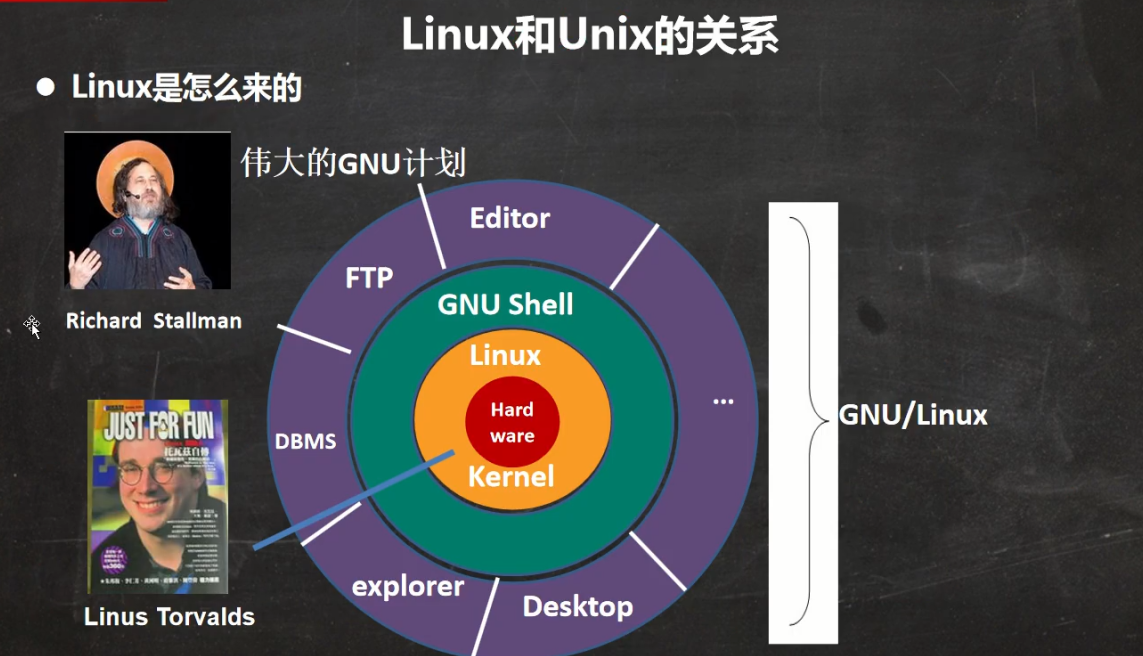 Linux和Unix的关系
● Linux是怎么来的
伟大的GNU计划
Richard Stallman
JUST FOR FUN
Linus Torvalds
Editor
FTP
GNU Shell
Linux
Hard
ware
Kernel
DBMS
explorer
Desktop
...
GNU/Linux